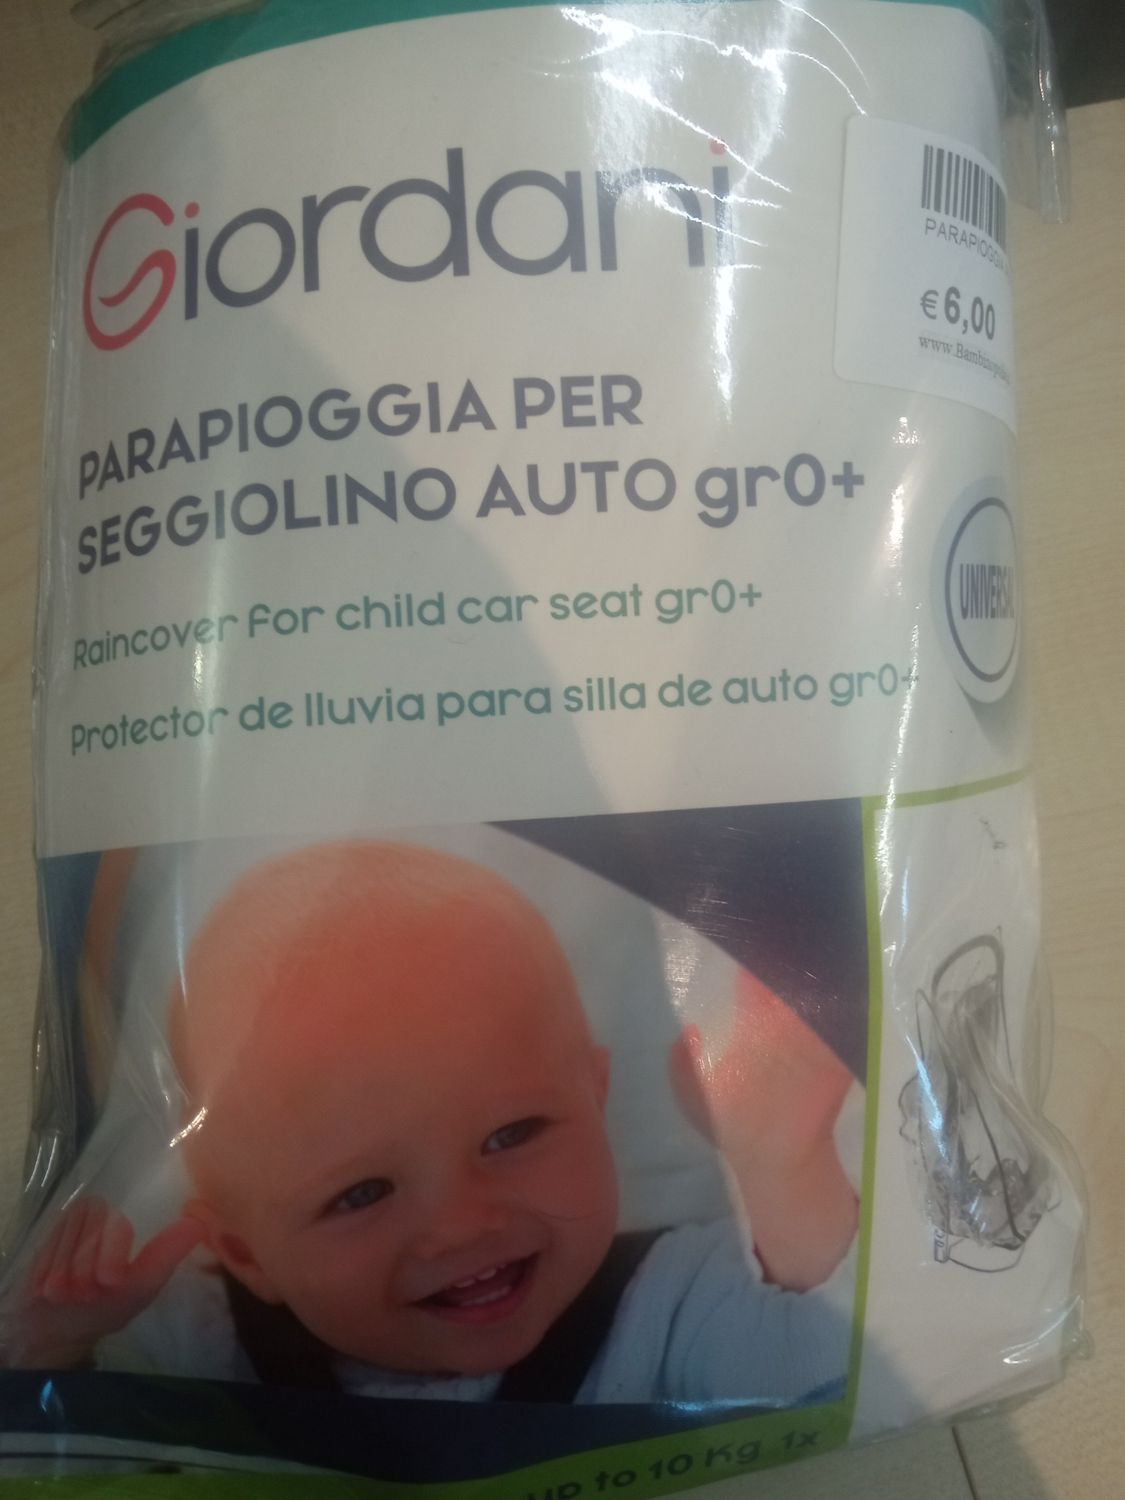 Giordani
PARAPIOGGIA
€ 6,00
PARAPIOGGIA PER
SEGGIOLINO AUTO gr0+
Raincover for child car seat gr0+
Protector de lluvia para silla de auto gr0+
UNIVERSAL
up to 10 Kg 1x